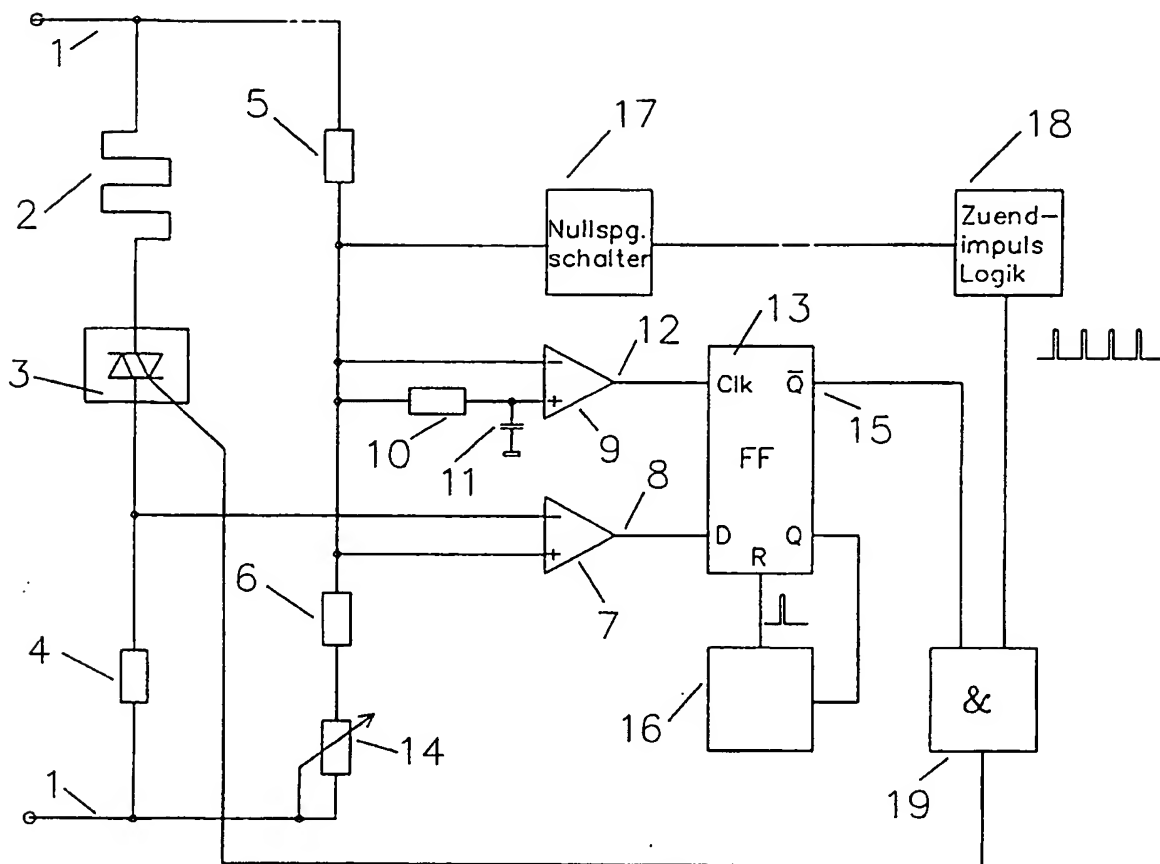 1
5
17
18
2
Nullspg.
schalter
Zuend-
impuls
Logik
3
12
13
−
+
Clk
Q̄
10
11
9
15
FF
8
−
+
D
Q
R
6
7
4
14
16
&
1
19